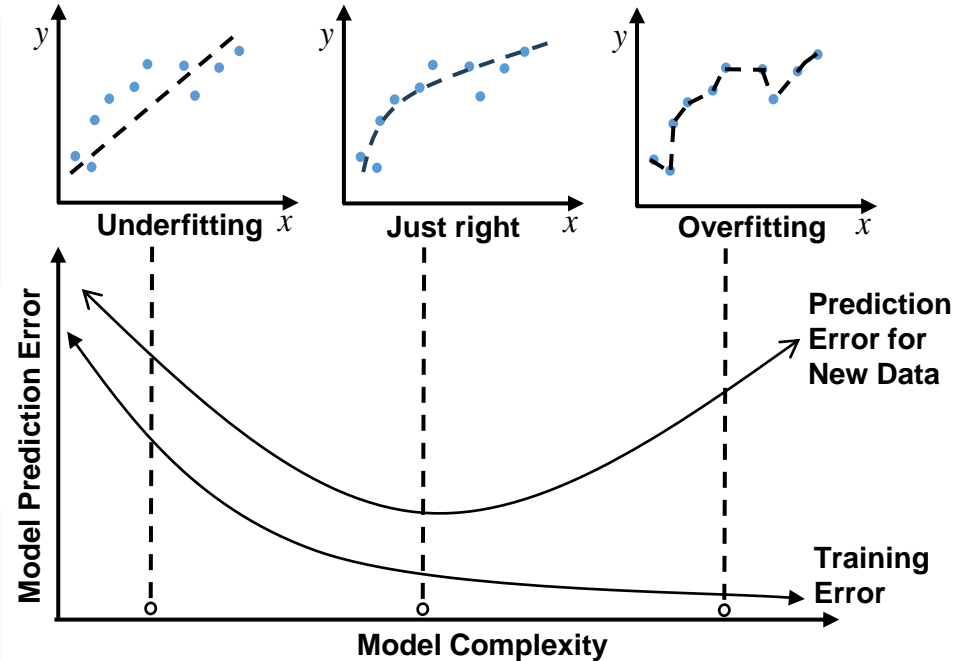 y
y
y
Underfitting x
Just right x
Overfitting x
Model Prediction Error
Prediction
Error for
New Data
Training
Error
Model Complexity